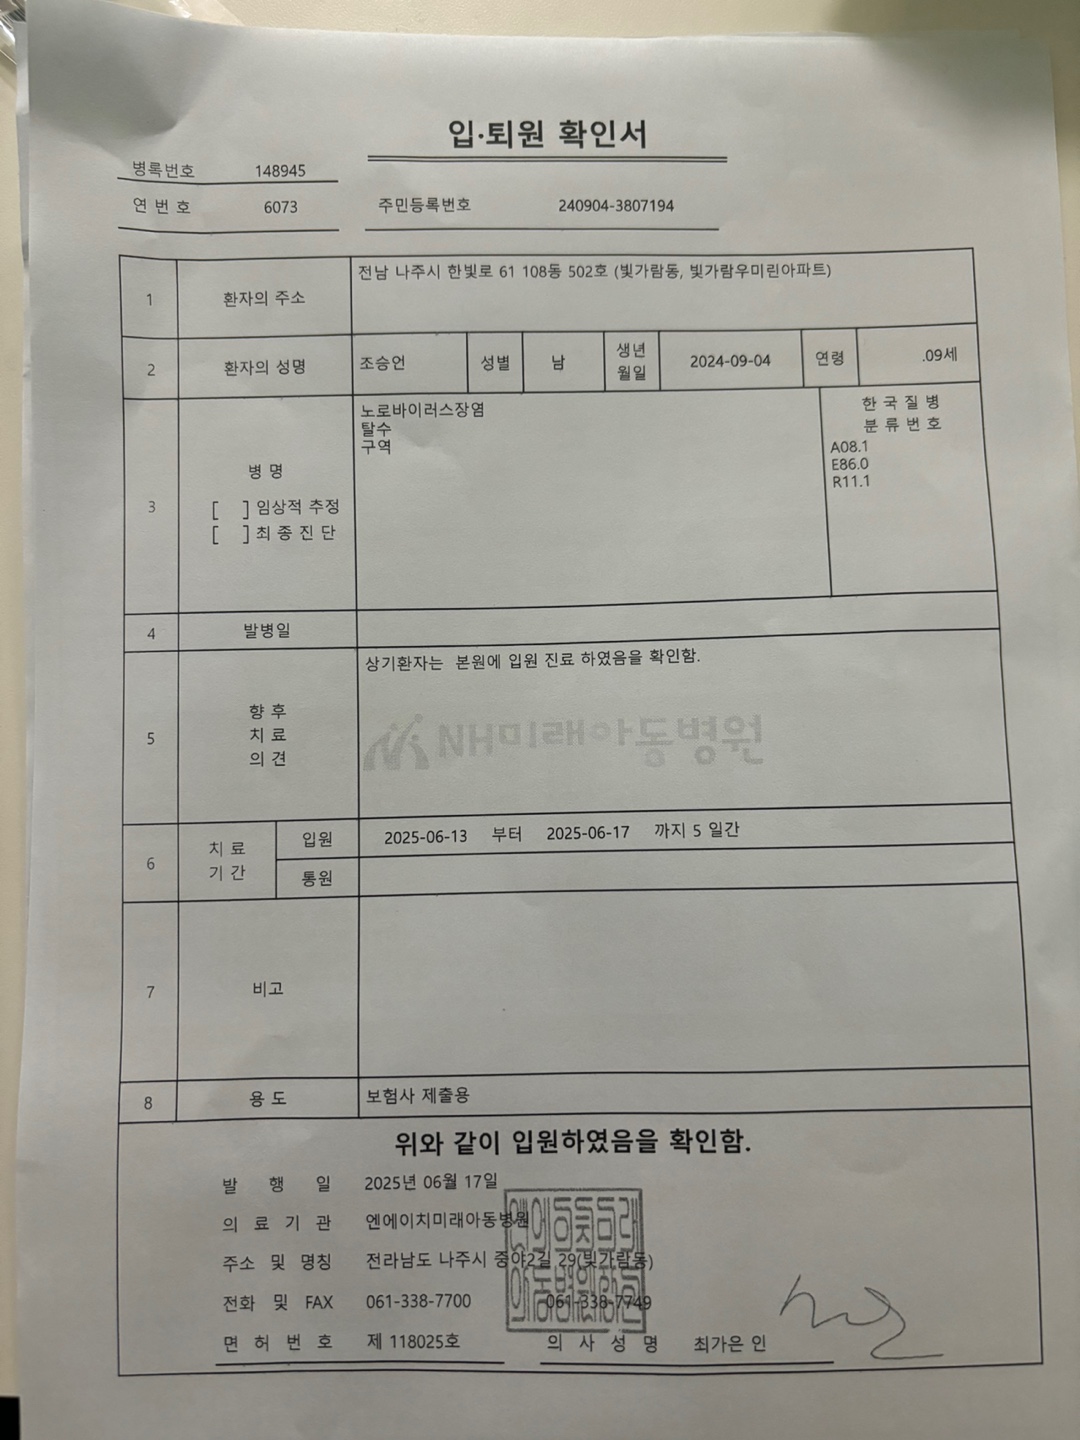 입·퇴원 확인서
병록번호 148945
연 번 호 6073
주민등록번호 240904-3807194
1 환자의 주소 전남 나주시 한빛로 61 108동 502호 (빛가람동, 빛가람우미린아파트)
2 환자의 성명 조승언 성별 남 생년월일 2024-09-04 연령 .09세
3 병 명
[ ] 임상적 추정
[ ] 최 종 진 단
노로바이러스장염
탈수
구역
한 국 질 병
분 류 번 호
A08.1
E86.0
R11.1
4 발병일
5 향 후
치 료
의 견
상기환자는 본원에 입원 진료 하였음을 확인함.
NH미래아동병원
6 치 료
기 간
입원 2025-06-13 부터 2025-06-17 까지 5 일간
통원
7 비고
8 용 도 보험사 제출용
위와 같이 입원하였음을 확인함.
발 행 일 2025년 06월 17일
의 료 기 관 엔에이치미래아동병원
주소 및 명칭 전라남도 나주시 중야2길 29(빛가람동)
전화 및 FAX 061-338-7700 061-338-7749
면 허 번 호 제 118025호 의 사 성 명 최가은 인